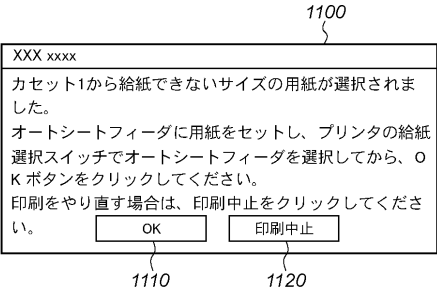 1100
XXX xxxx
カセット1から給紙できないサイズの用紙が選択されま
した。
オートシートフィーダに用紙をセットし、プリンタの給紙
選択スイッチでオートシートフィーダを選択してから、O
K ボタンをクリックしてください。
印刷をやり直す場合は、印刷中止をクリックしてくださ
い。
OK 印刷中止
1110 1120